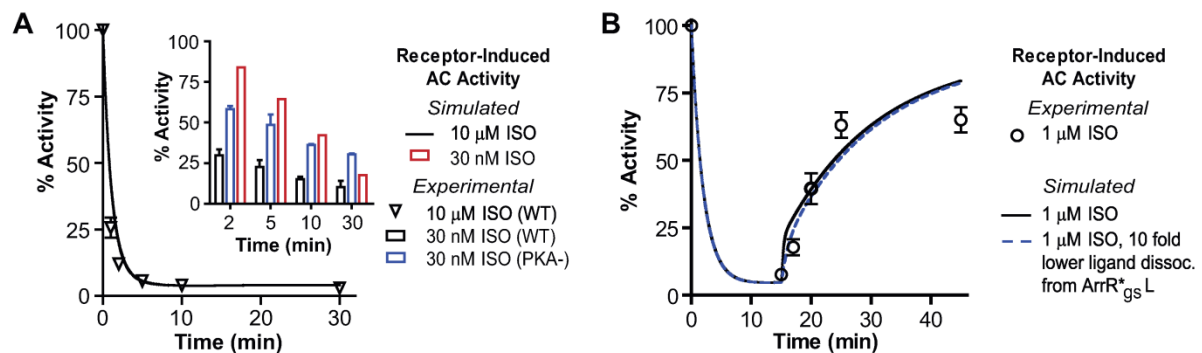 A
% Activity
100
75
50
25
0
0
10
20
30
Time (min)
% Activity
100
75
50
25
0
2
5
10
30
Time (min)
Receptor-Induced
AC Activity
Simulated
10 μM ISO
30 nM ISO
Experimental
10 μM ISO (WT)
30 nM ISO (WT)
30 nM ISO (PKA-)
B
% Activity
100
75
50
25
0
0
10
20
30
40
Time (min)
Receptor-Induced
AC Activity
Experimental
1 μM ISO
Simulated
1 μM ISO
1 μM ISO, 10 fold
lower ligand dissoc.
from ArrR*gsL